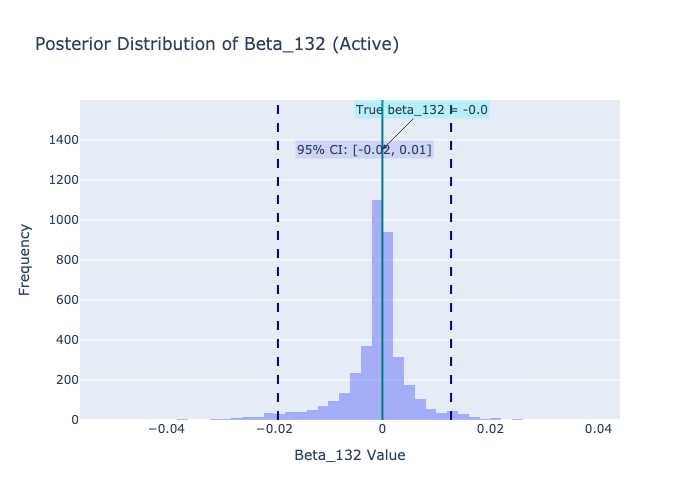 Posterior Distribution of Beta_132 (Active)
True beta_132 = -0.0
95% CI: [-0.02, 0.01]
1400
1200
1000
800
600
400
200
0
Frequency
−0.04
−0.02
0
0.02
0.04
Beta_132 Value